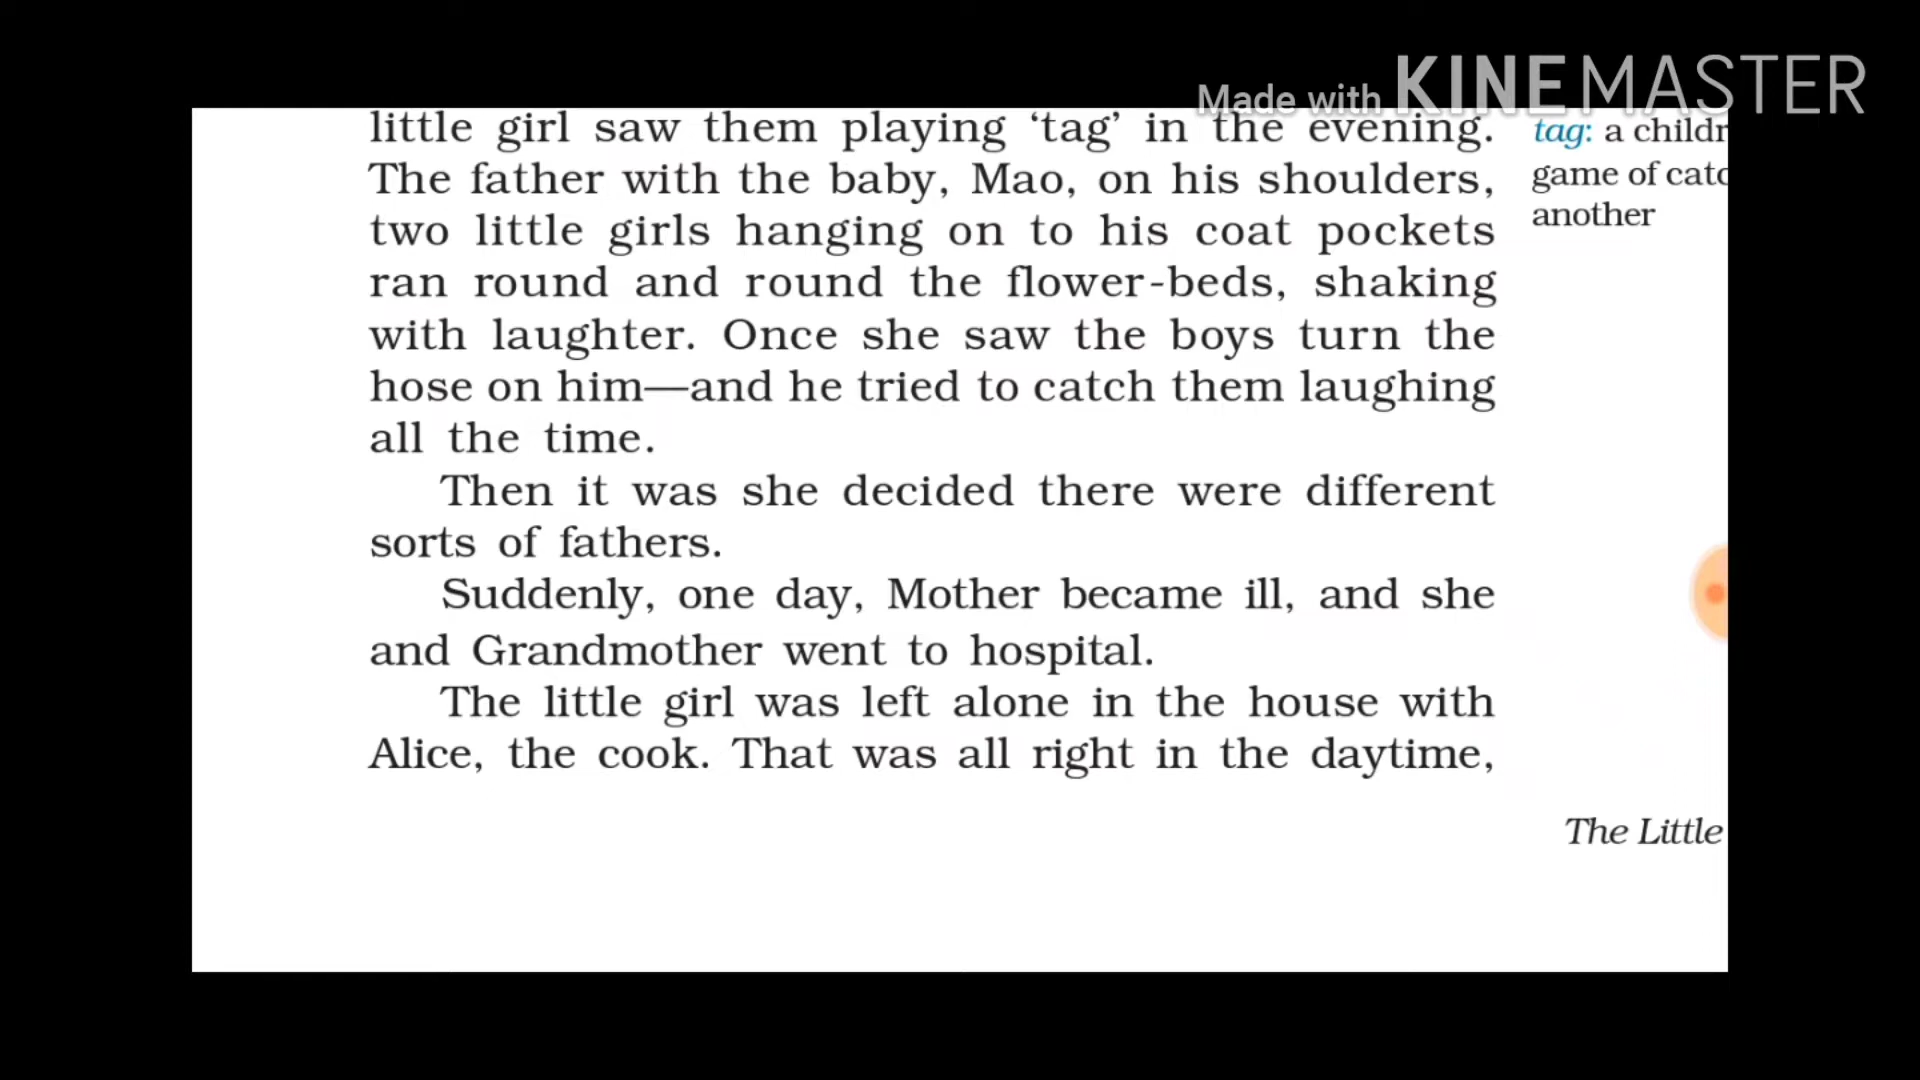 Made with KINEMASTER
little girl saw them playing ‘tag’ in the evening.
The father with the baby, Mao, on his shoulders,
two little girls hanging on to his coat pockets
ran round and round the flower-beds, shaking
with laughter. Once she saw the boys turn the
hose on him—and he tried to catch them laughing
all the time.
Then it was she decided there were different
sorts of fathers.
Suddenly, one day, Mother became ill, and she
and Grandmother went to hospital.
The little girl was left alone in the house with
Alice, the cook. That was all right in the daytime,
tag: a childr
game of catc
another
The Little